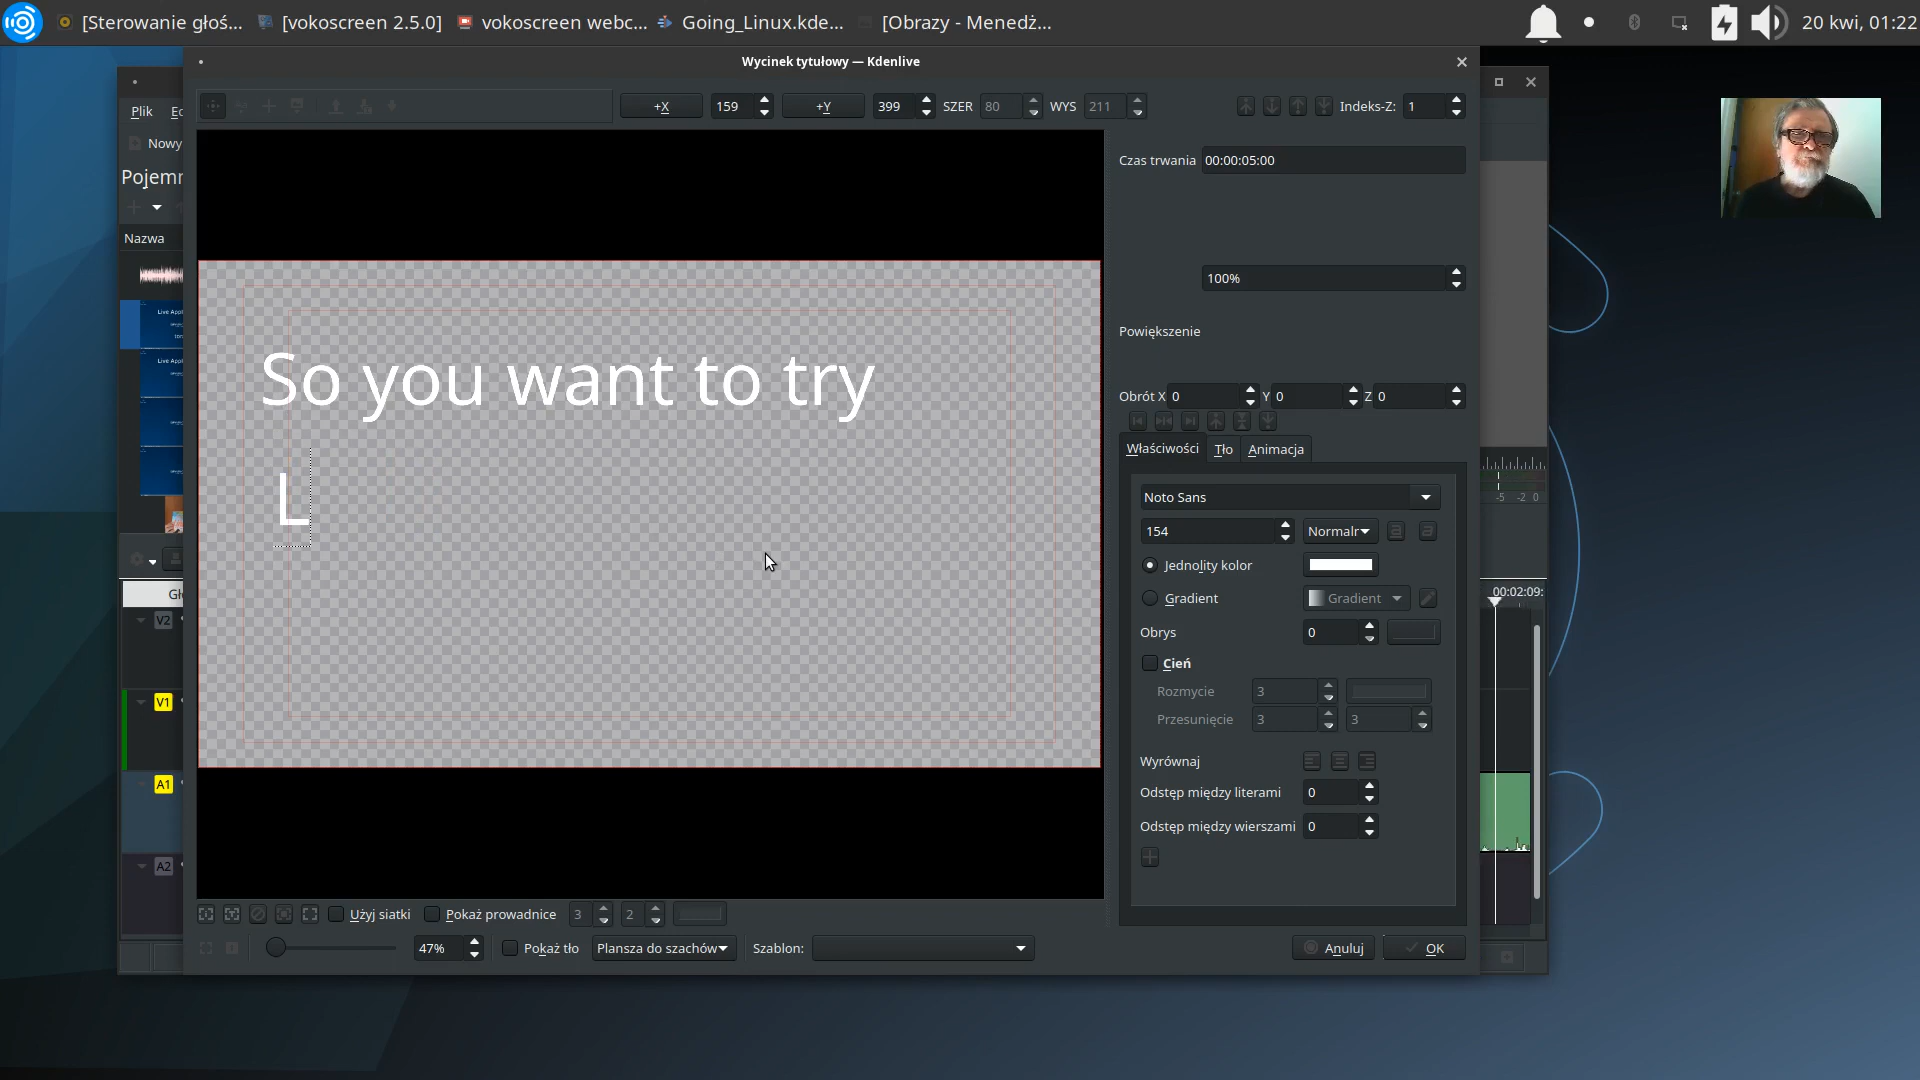 [Sterowanie głoś... [vokoscreen 2.5.0] vokoscreen webc... Going_Linux.kde... [Obrazy - Menedż... 20 kwi, 01:22
Wycinek tytułowy — Kdenlive
+X 159 +Y 399 SZER 80 WYS 211 Indeks-Z: 1
Plik
Nowy
Pojem
Nazwa
Czas trwania 00:00:05:00
100%
Powiększenie
So you want to try
L
Obrót X 0 Y 0 Z 0
Właściwości Tło Animacja
Noto Sans
154 Normalr
Jednolity kolor
Gradient Gradient
Obrys 0
Cień
Rozmycie 3
Przesunięcie 3 3
Wyrównaj
Odstęp między literami 0
Odstęp między wierszami 0
-5 -2 0
00:02:09:
V2
V1
A1
A2
Użyj siatki Pokaż prowadnice 3 2
47% Pokaż tło Plansza do szachów Szablon: Anuluj OK